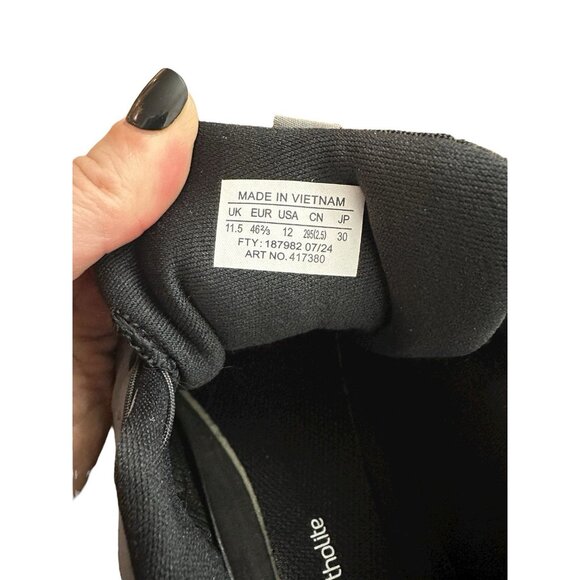 MADE IN VIETNAM
UK EUR USA CN JP
11.5 46⅔ 12 295(2.5) 30
FTY: 187982 07/24
ART NO. 417380
tholite